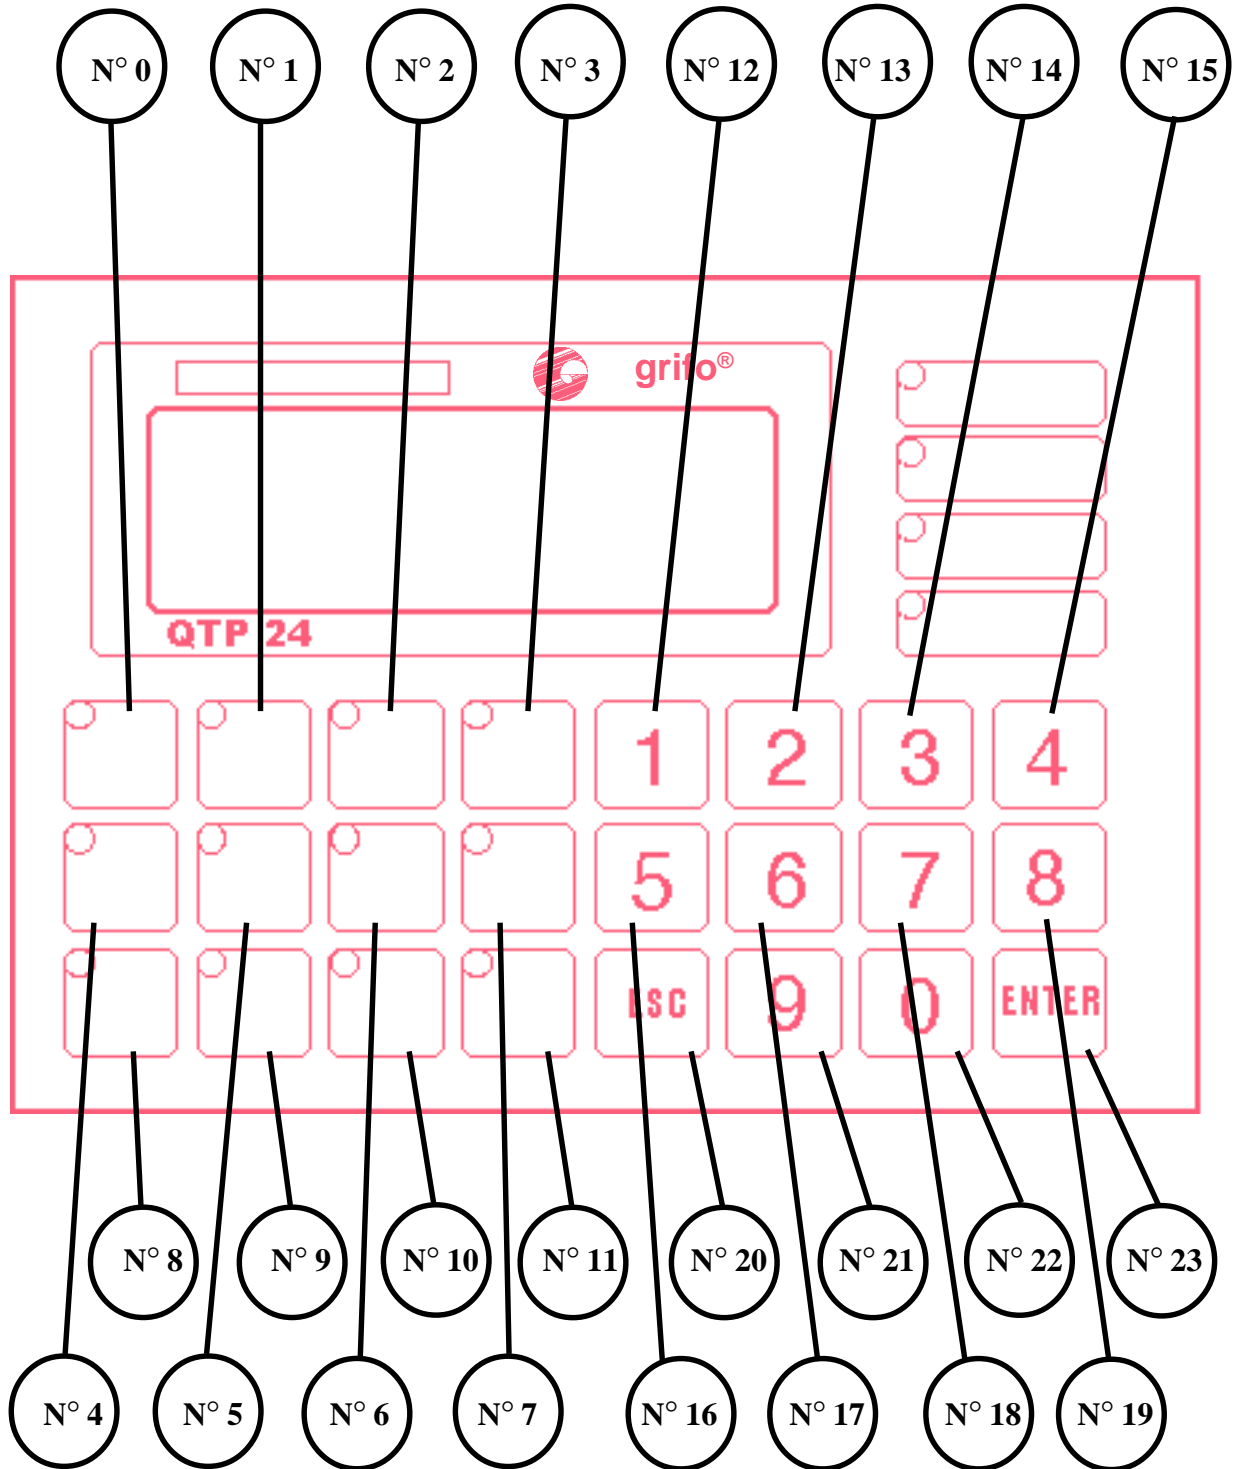 N° 0 N° 1 N° 2 N° 3 N° 12 N° 13 N° 14 N° 15
grifo®
QTP 24
1 2 3 4
5 6 7 8
ESC 9 0 ENTER
N° 8 N° 9 N° 10 N° 11 N° 20 N° 21 N° 22 N° 23
N° 4 N° 5 N° 6 N° 7 N° 16 N° 17 N° 18 N° 19